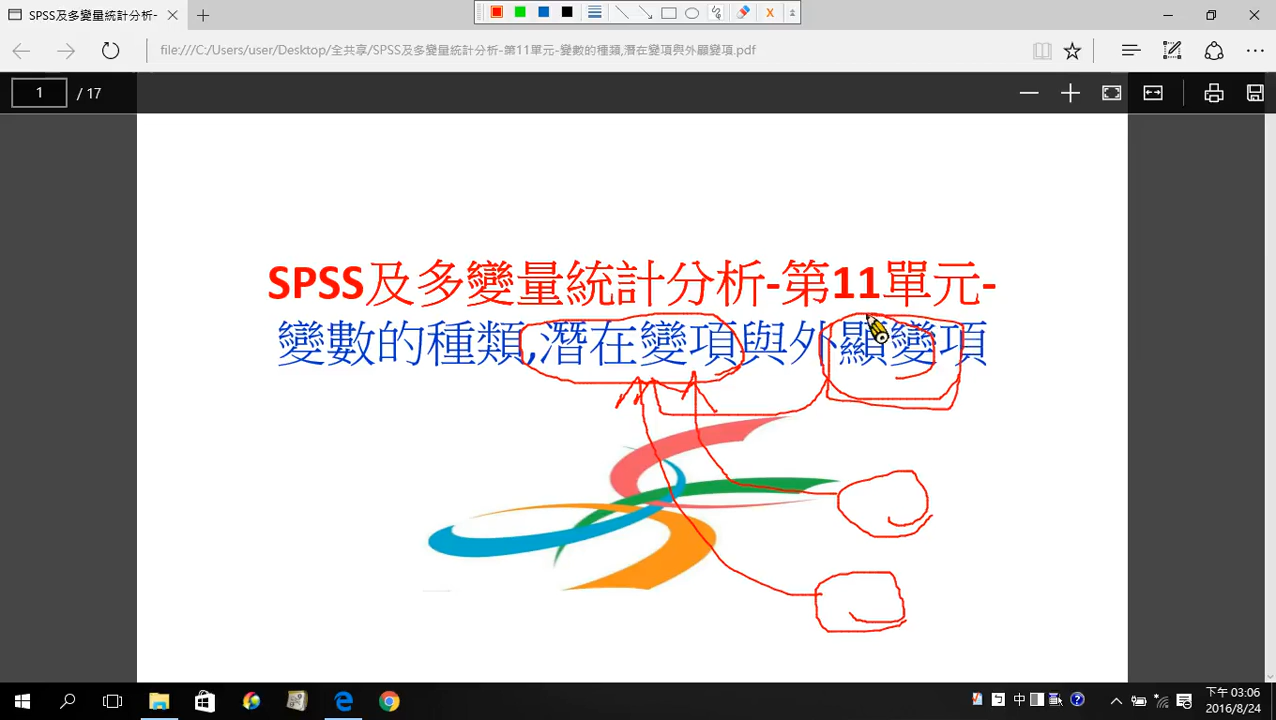 SPSS及多變量統計分析-
file:///C:/Users/user/Desktop/全共享/SPSS及多變量統計分析-第11單元-變數的種類,潛在變項與外顯變項.pdf
1 / 17
SPSS及多變量統計分析-第11單元-
變數的種類,潛在變項與外顯變項
中
下午 03:06
2016/8/24